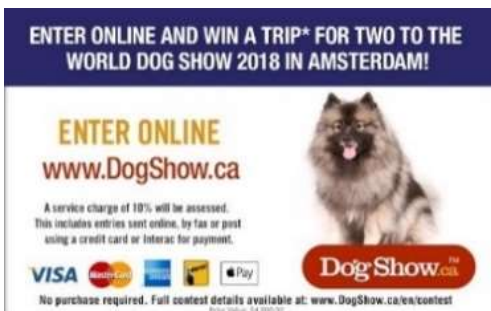 ENTER ONLINE AND WIN A TRIP* FOR TWO TO THE
WORLD DOG SHOW 2018 IN AMSTERDAM!
ENTER ONLINE
www.DogShow.ca
A service charge of 10% will be assessed.
This includes entries sent online, by fax or post
using a credit card or Interac for payment.
VISA MasterCard Pay
DogShow.ca™
No purchase required. Full contest details available at: www.DogShow.ca/en/contest